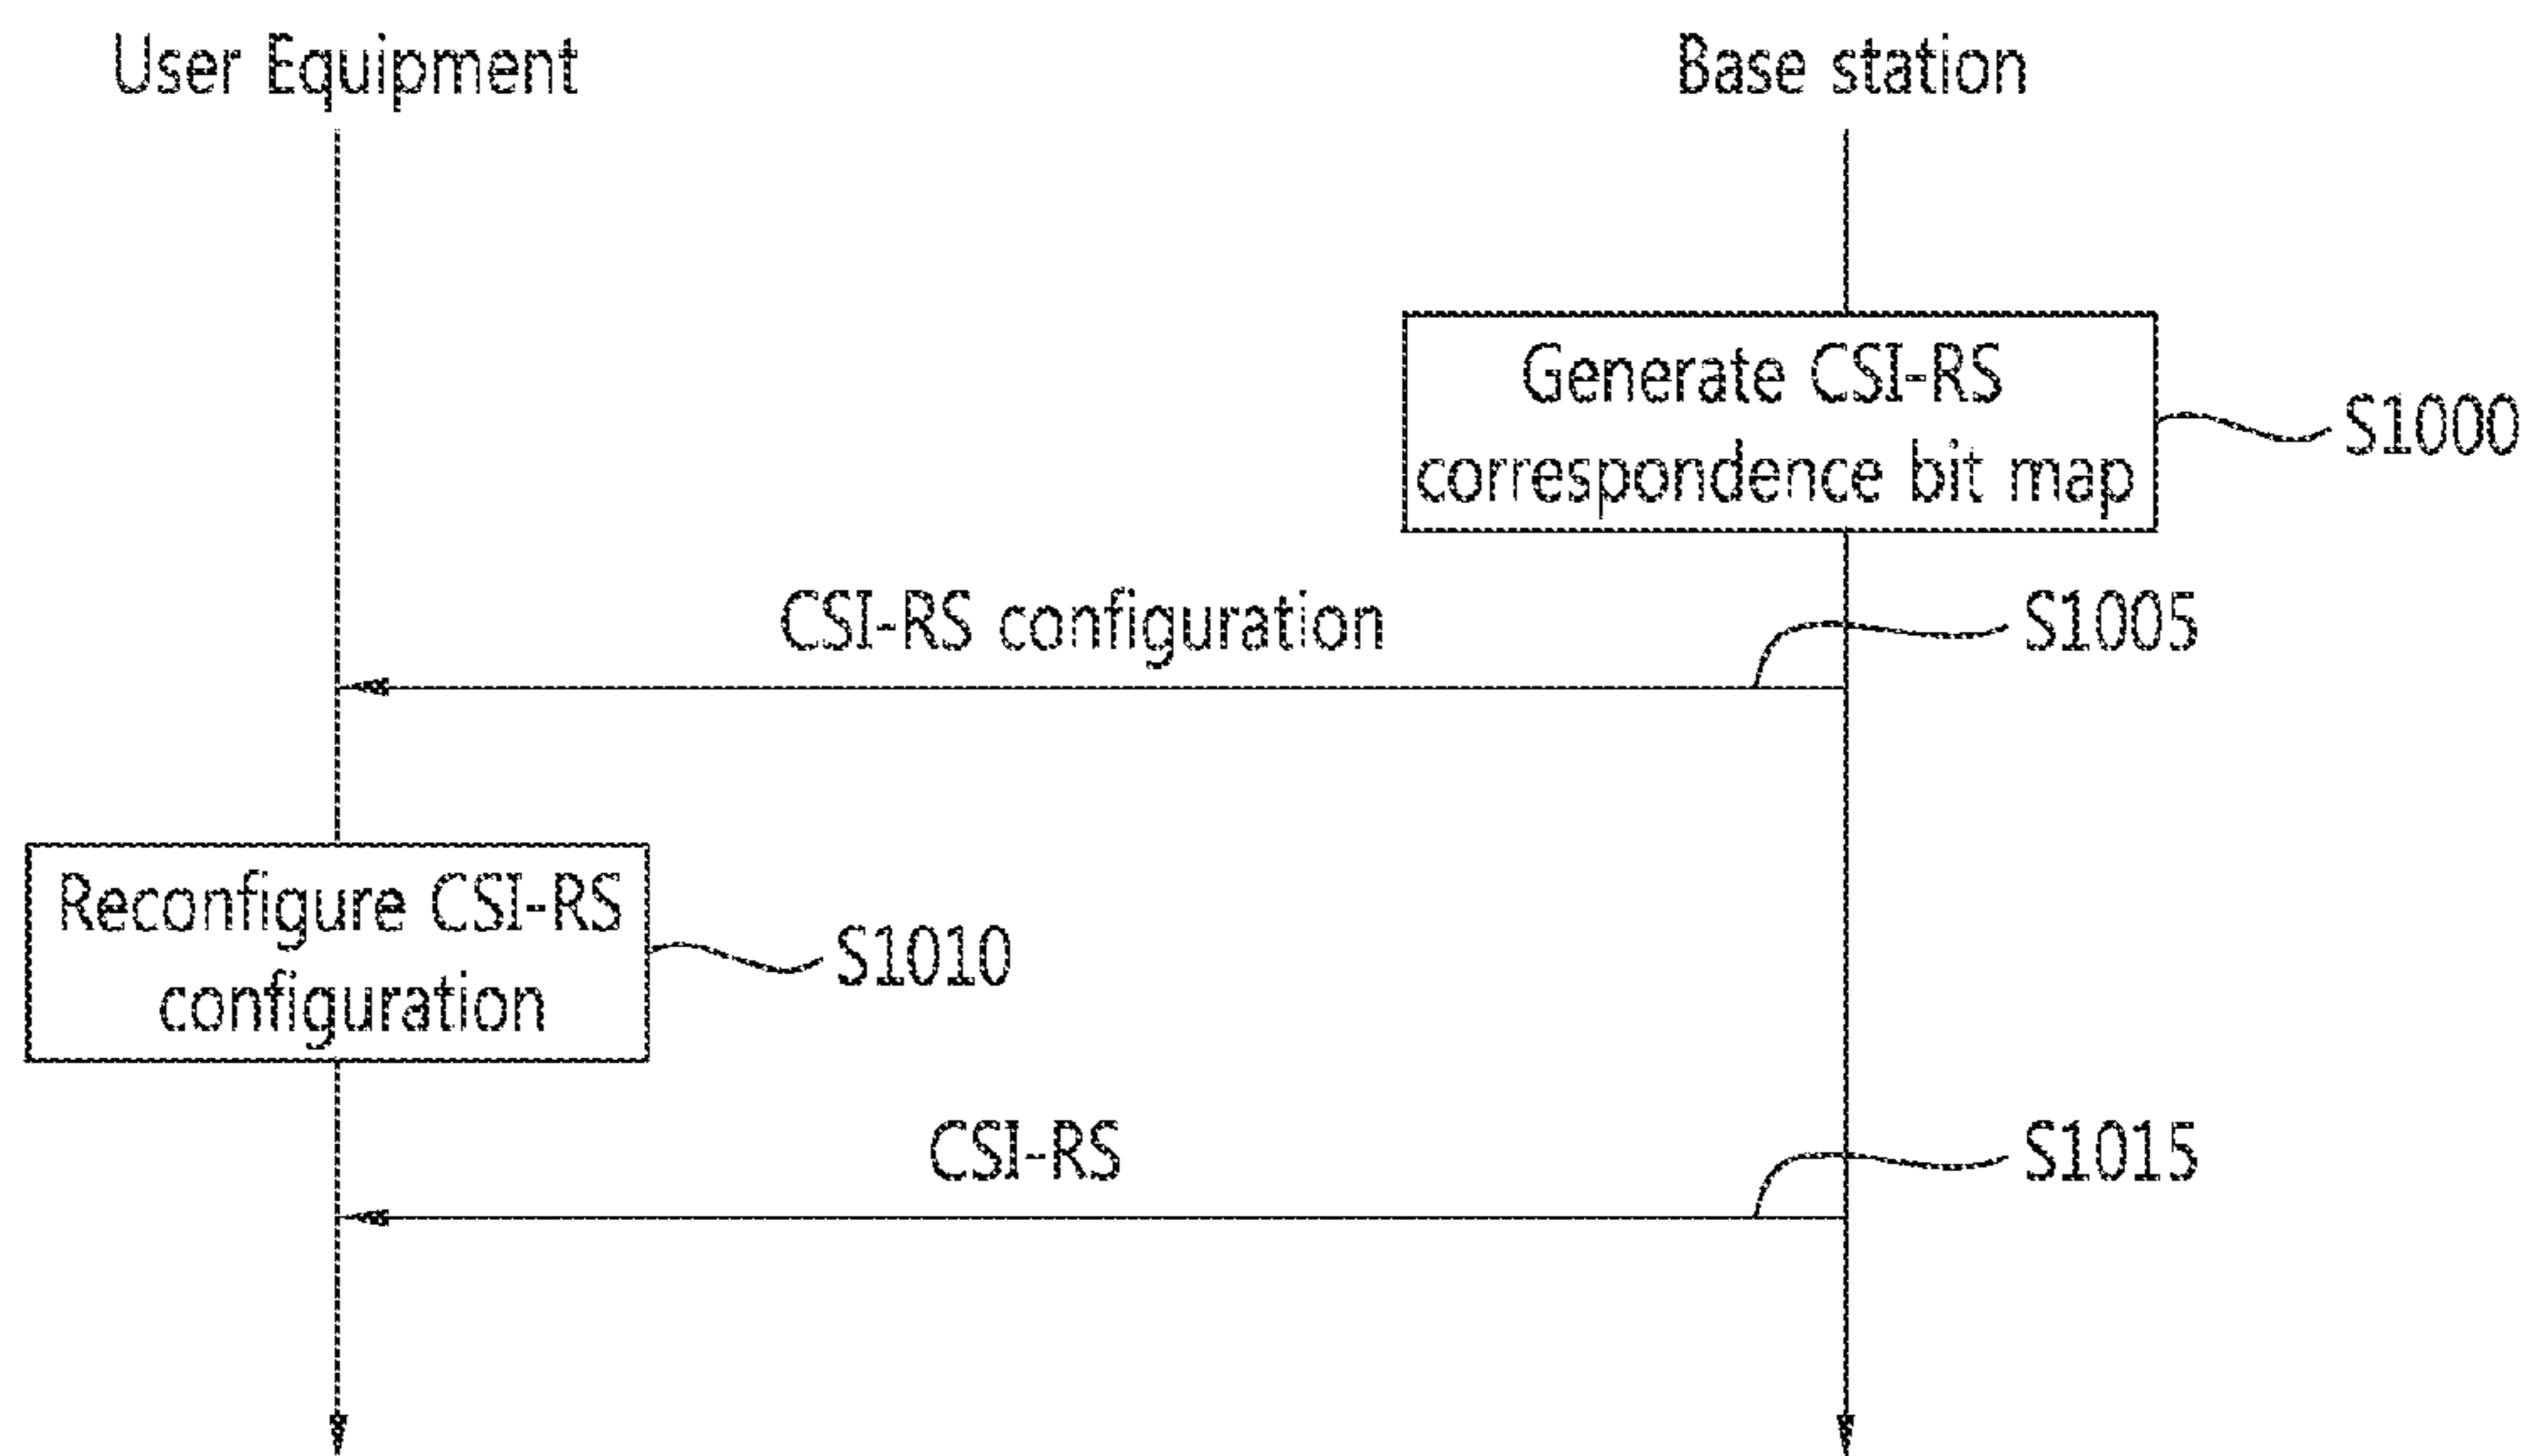 User Equipment
Base station
Generate CSI-RS
correspondence bit map
S1000
CSI-RS configuration
S1005
Reconfigure CSI-RS
configuration
S1010
CSI-RS
S1015